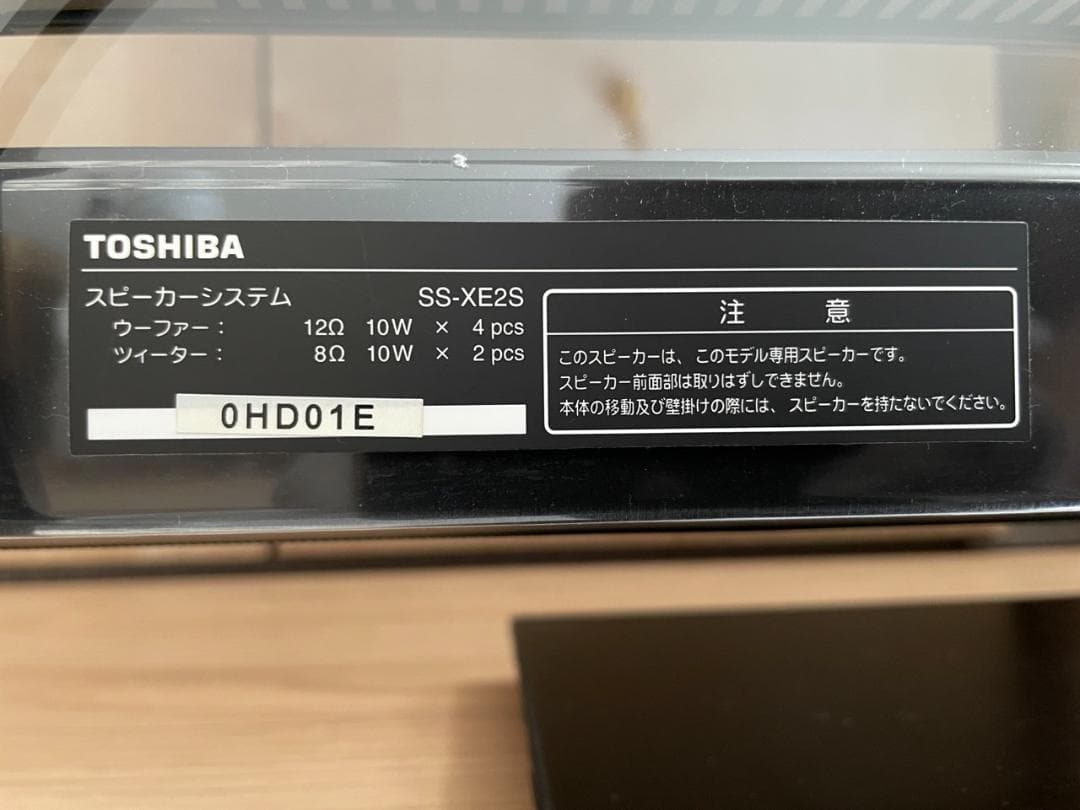 TOSHIBA
スピーカーシステム SS-XE2S
ウーファー： 12Ω 10W × 4 pcs
ツィーター： 8Ω 10W × 2 pcs
0HD01E
注 意
このスピーカーは、このモデル専用スピーカーです。
スピーカー前面部は取りはずしできません。
本体の移動及び壁掛けの際には、スピーカーを持たないでください。